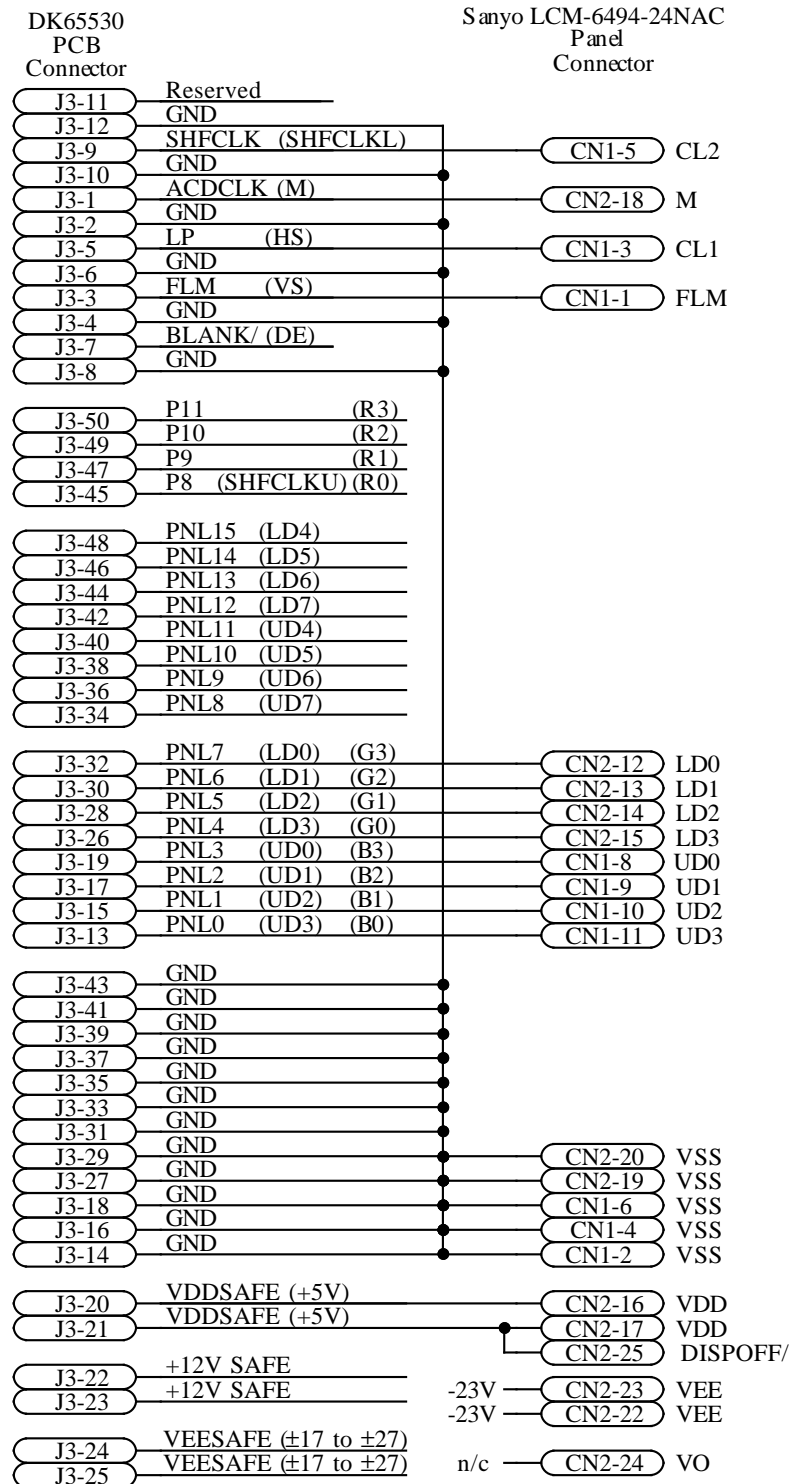 DK65530 Sanyo LCM-6494-24NAC
PCB Panel
Connector Connector
J3-11 Reserved
J3-12 GND
J3-9 SHFCLK (SHFCLKL) CN1-5 CL2
J3-10 GND
J3-1 ACDCLK (M) CN2-18 M
J3-2 GND
J3-5 LP (HS) CN1-3 CL1
J3-6 GND
J3-3 FLM (VS) CN1-1 FLM
J3-4 GND
J3-7 BLANK/ (DE)
J3-8 GND
J3-50 P11 (R3)
J3-49 P10 (R2)
J3-47 P9 (R1)
J3-45 P8 (SHFCLKU) (R0)
J3-48 PNL15 (LD4)
J3-46 PNL14 (LD5)
J3-44 PNL13 (LD6)
J3-42 PNL12 (LD7)
J3-40 PNL11 (UD4)
J3-38 PNL10 (UD5)
J3-36 PNL9 (UD6)
J3-34 PNL8 (UD7)
J3-32 PNL7 (LD0) (G3) CN2-12 LD0
J3-30 PNL6 (LD1) (G2) CN2-13 LD1
J3-28 PNL5 (LD2) (G1) CN2-14 LD2
J3-26 PNL4 (LD3) (G0) CN2-15 LD3
J3-19 PNL3 (UD0) (B3) CN1-8 UD0
J3-17 PNL2 (UD1) (B2) CN1-9 UD1
J3-15 PNL1 (UD2) (B1) CN1-10 UD2
J3-13 PNL0 (UD3) (B0) CN1-11 UD3
J3-43 GND
J3-41 GND
J3-39 GND
J3-37 GND
J3-35 GND
J3-33 GND
J3-31 GND
J3-29 GND CN2-20 VSS
J3-27 GND CN2-19 VSS
J3-18 GND CN1-6 VSS
J3-16 GND CN1-4 VSS
J3-14 GND CN1-2 VSS
J3-20 VDDSAFE (+5V) CN2-16 VDD
J3-21 VDDSAFE (+5V) CN2-17 VDD
CN2-25 DISPOFF/
J3-22 +12V SAFE -23V CN2-23 VEE
J3-23 +12V SAFE -23V CN2-22 VEE
J3-24 VEESAFE (±17 to ±27) n/c CN2-24 VO
J3-25 VEESAFE (±17 to ±27)